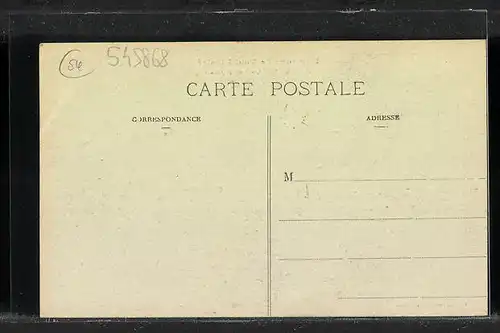 54
545868
CARTE POSTALE
CORRESPONDANCE
ADRESSE
M